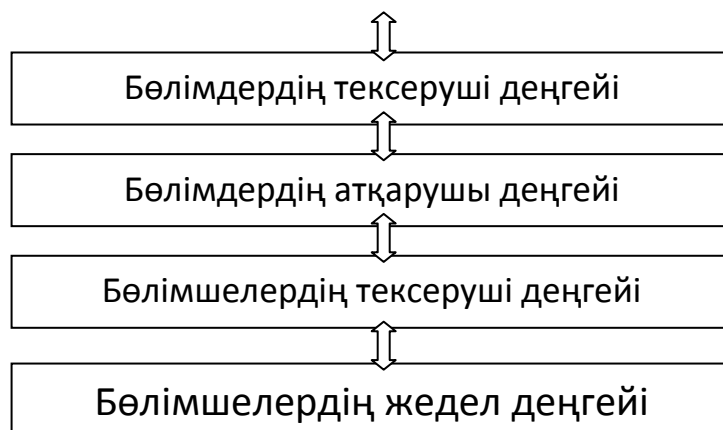 Бөлімдердің тексеруші деңгейі
Бөлімдердің атқарушы деңгейі
Бөлімшелердің тексеруші деңгейі
Бөлімшелердің жедел деңгейі